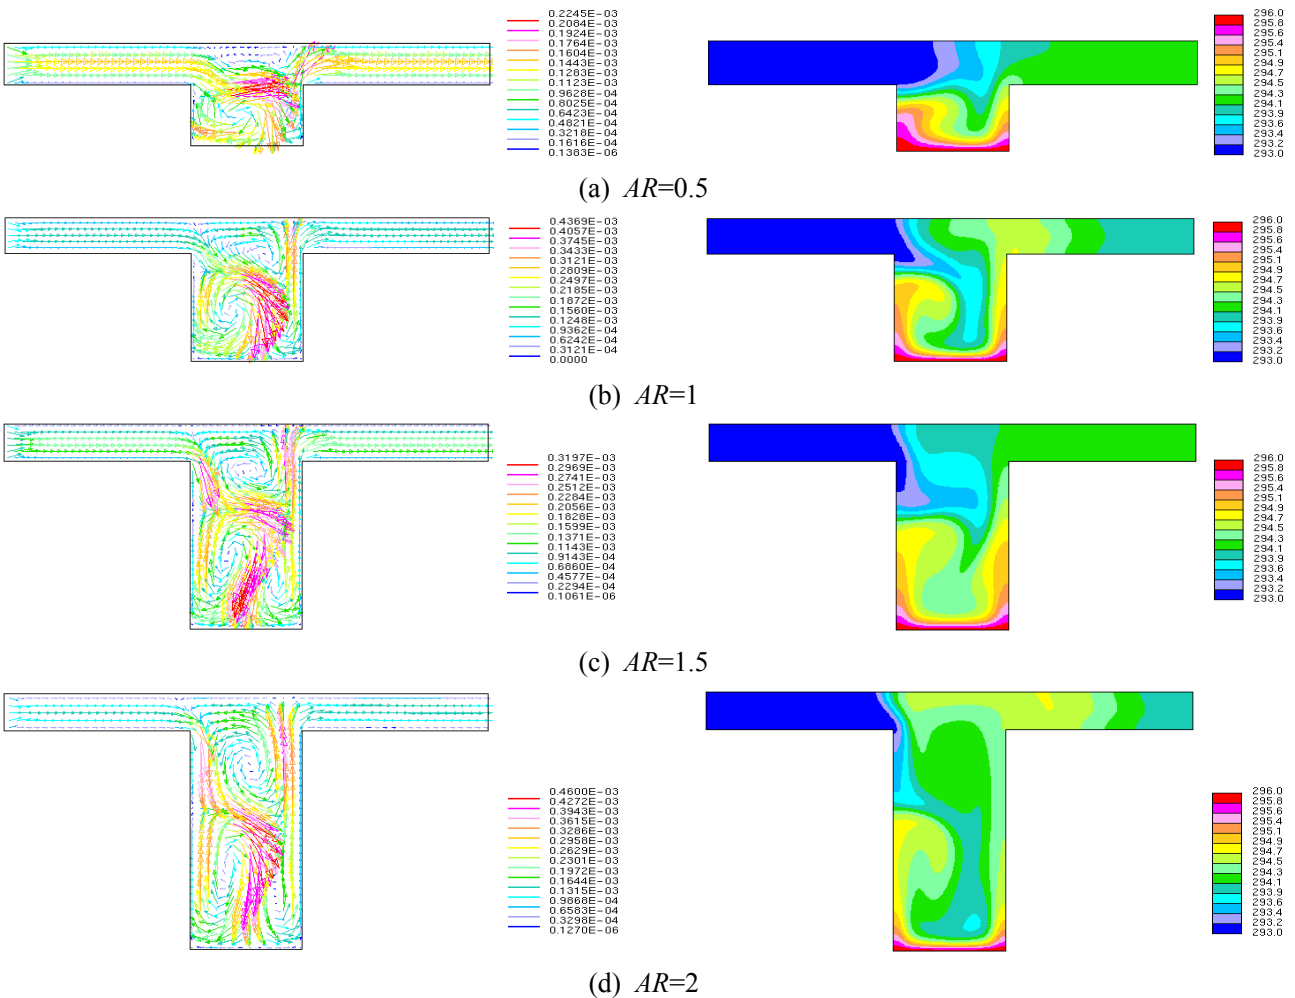 0.2245E-03
0.2084E-03
0.1924E-03
0.1764E-03
0.1604E-03
0.1443E-03
0.1283E-03
0.1123E-03
0.9628E-04
0.8025E-04
0.6423E-04
0.4821E-04
0.3218E-04
0.1616E-04
0.1383E-06
296.0
295.8
295.6
295.4
295.1
294.9
294.7
294.5
294.3
294.1
293.9
293.6
293.4
293.2
293.0
(a) AR=0.5
0.4369E-03
0.4057E-03
0.3745E-03
0.3433E-03
0.3121E-03
0.2809E-03
0.2497E-03
0.2185E-03
0.1872E-03
0.1560E-03
0.1248E-03
0.9362E-04
0.6242E-04
0.3121E-04
0.0000
296.0
295.8
295.6
295.4
295.1
294.9
294.7
294.5
294.3
294.1
293.9
293.6
293.4
293.2
293.0
(b) AR=1
0.3197E-03
0.2969E-03
0.2741E-03
0.2512E-03
0.2284E-03
0.2056E-03
0.1828E-03
0.1599E-03
0.1371E-03
0.1143E-03
0.9143E-04
0.6860E-04
0.4577E-04
0.2294E-04
0.1061E-06
296.0
295.8
295.6
295.4
295.1
294.9
294.7
294.5
294.3
294.1
293.9
293.6
293.4
293.2
293.0
(c) AR=1.5
0.4600E-03
0.4272E-03
0.3943E-03
0.3615E-03
0.3286E-03
0.2958E-03
0.2629E-03
0.2301E-03
0.1972E-03
0.1644E-03
0.1315E-03
0.9868E-04
0.6583E-04
0.3298E-04
0.1270E-06
296.0
295.8
295.6
295.4
295.1
294.9
294.7
294.5
294.3
294.1
293.9
293.6
293.4
293.2
293.0
(d) AR=2